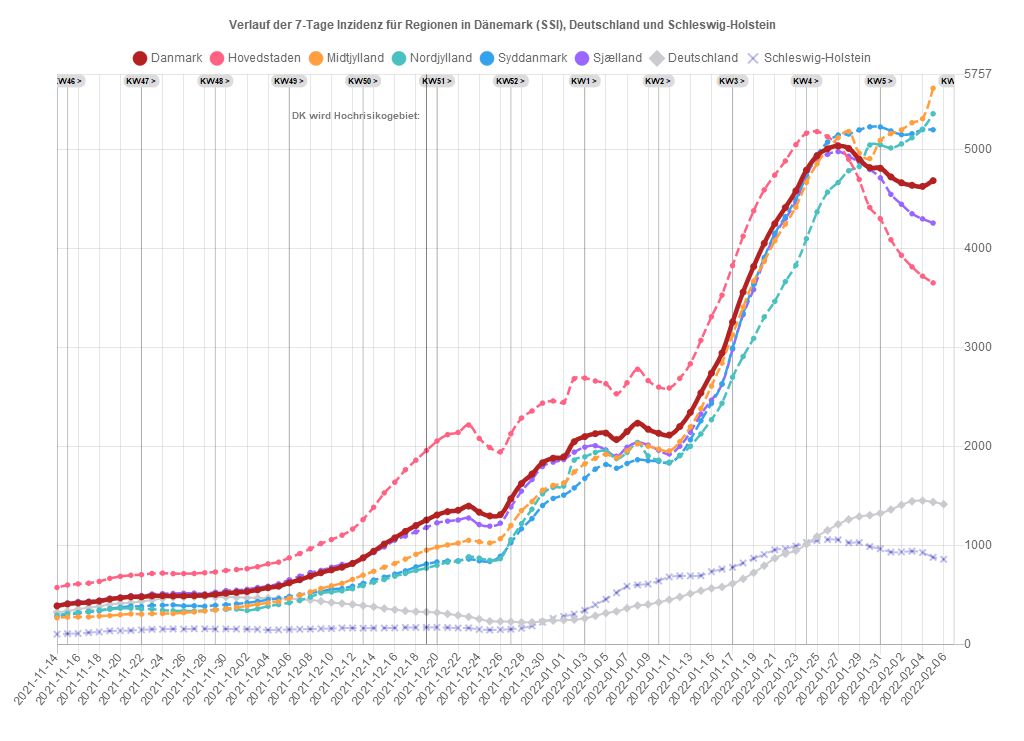 Verlauf der 7-Tage Inzidenz für Regionen in Dänemark (SSI), Deutschland und Schleswig-Holstein
Danmark Hovedstaden Midtjylland Nordjylland Syddanmark Sjælland Deutschland Schleswig-Holstein
W46 > KW47 > KW48 > KW49 > KW50 > KW51 > KW52 > KW1 > KW2 > KW3 > KW4 > KW5 > KW
5757
DK wird Hochrisikogebiet:
5000
4000
3000
2000
1000
0
2021-11-14 2021-11-16 2021-11-18 2021-11-20 2021-11-22 2021-11-24 2021-11-26 2021-11-28 2021-11-30 2021-12-02 2021-12-04 2021-12-06 2021-12-08 2021-12-10 2021-12-12 2021-12-14 2021-12-16 2021-12-18 2021-12-20 2021-12-22 2021-12-24 2021-12-26 2021-12-28 2021-12-30 2022-01-01 2022-01-03 2022-01-05 2022-01-07 2022-01-09 2022-01-11 2022-01-13 2022-01-15 2022-01-17 2022-01-19 2022-01-21 2022-01-23 2022-01-25 2022-01-27 2022-01-29 2022-01-31 2022-02-02 2022-02-04 2022-02-06